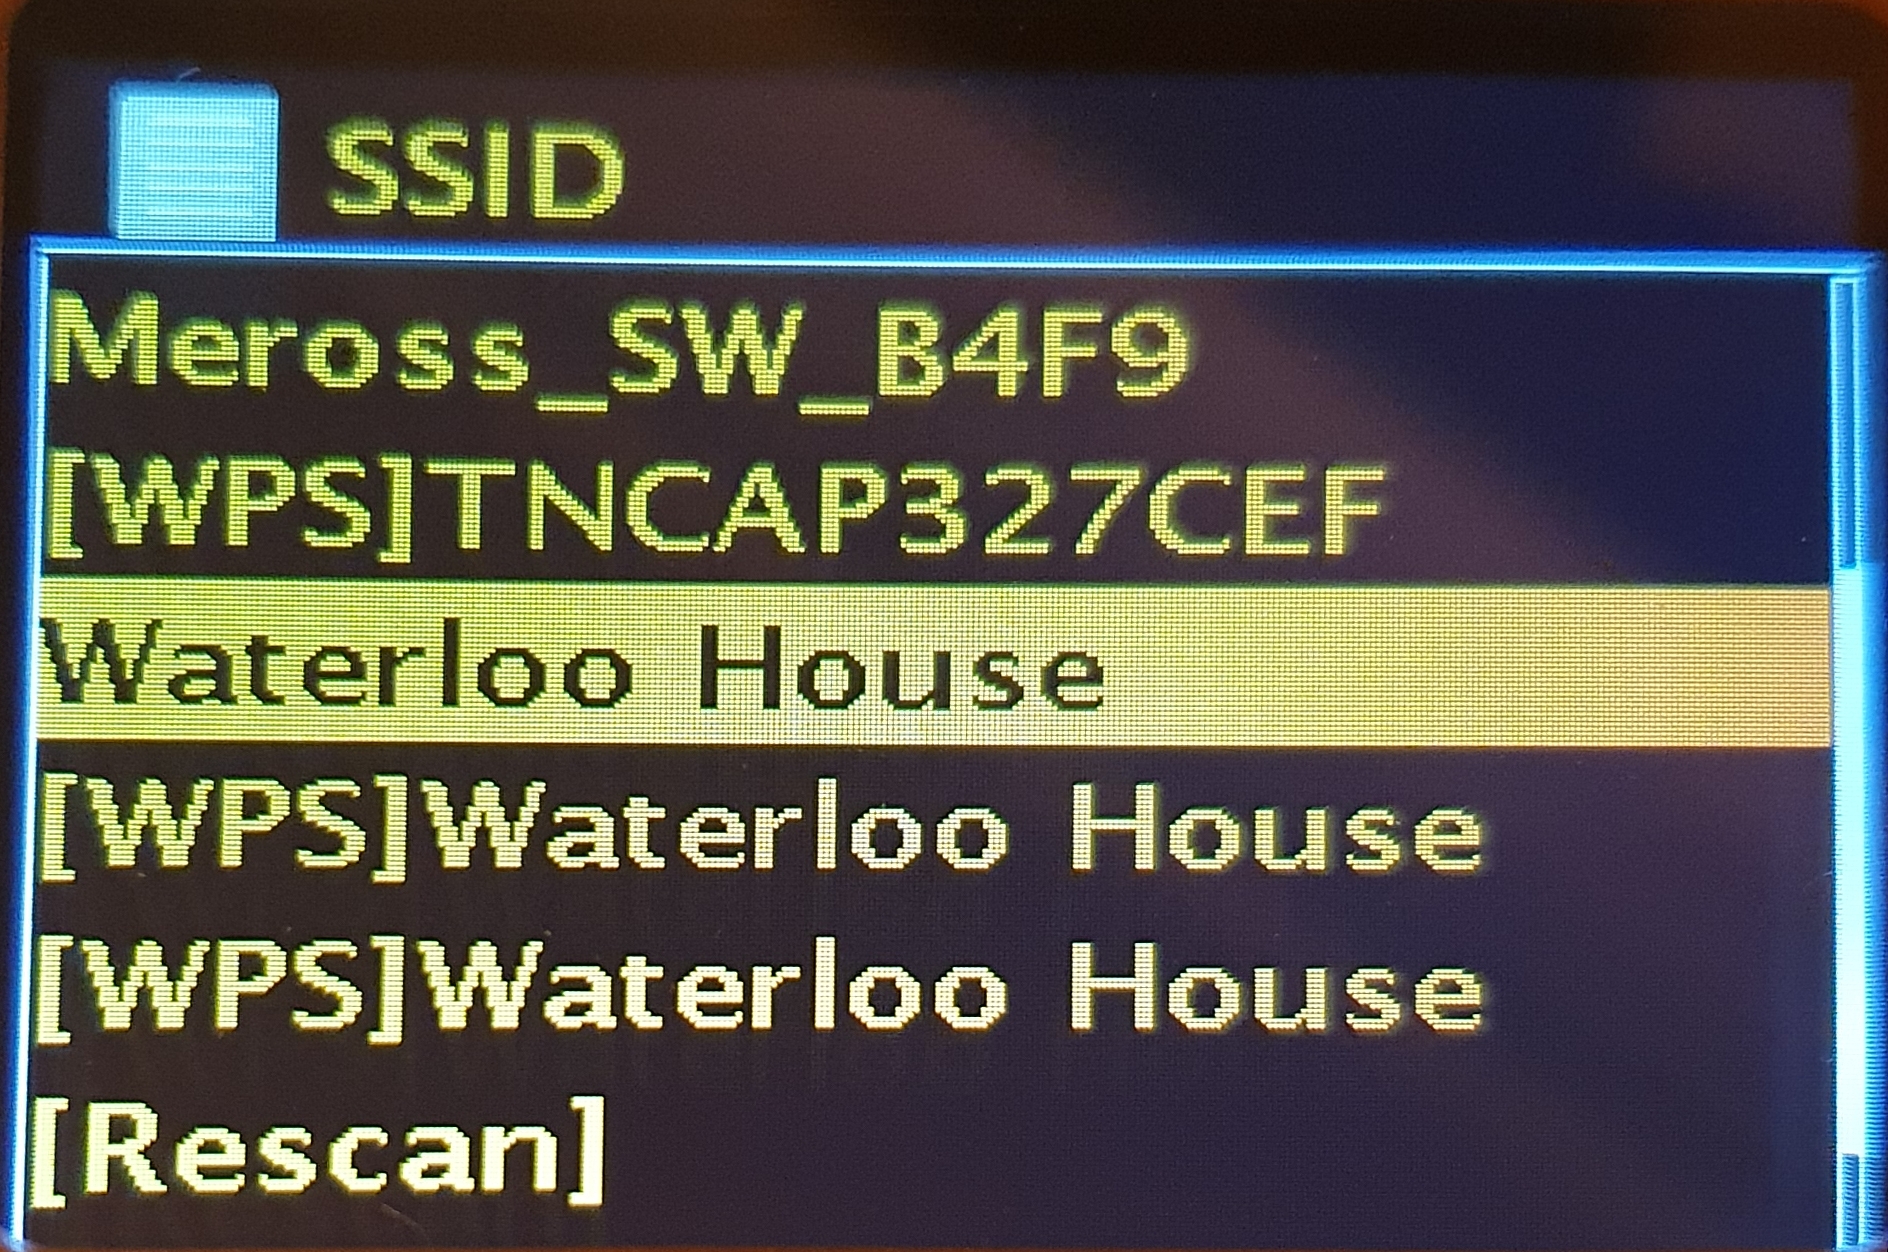 SSID
Meross_SW_B4F9
[WPS]TNCAP327CEF
Waterloo House
[WPS]Waterloo House
[WPS]Waterloo House
[Rescan]